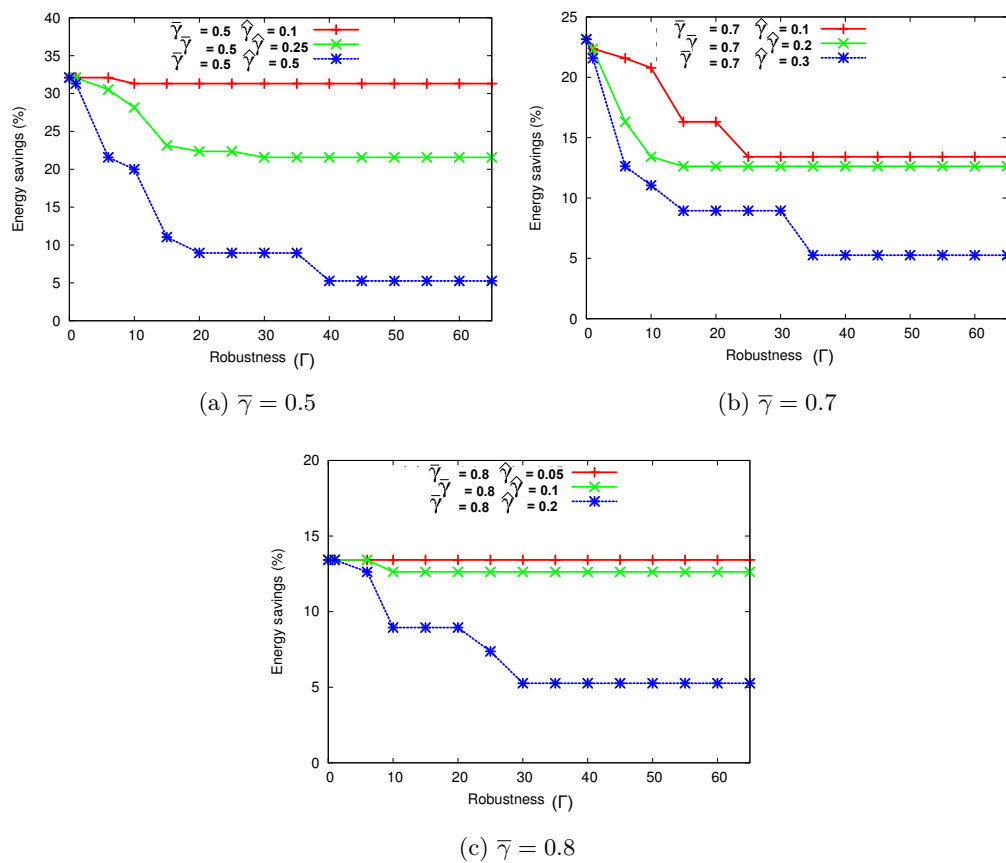 40
35
30
25
20
15
10
5
0
0 10 20 30 40 50 60
Energy savings (%)
Robustness (Γ)
γ̄ = 0.5 γ̂ = 0.1
γ̄ = 0.5 γ̂ = 0.25
γ̄ = 0.5 γ̂ = 0.5
(a) γ̄ = 0.5
25
20
15
10
5
0
0 10 20 30 40 50 60
Energy savings (%)
Robustness (Γ)
γ̄ = 0.7 γ̂ = 0.1
γ̄ = 0.7 γ̂ = 0.2
γ̄ = 0.7 γ̂ = 0.3
(b) γ̄ = 0.7
20
15
10
5
0
0 10 20 30 40 50 60
Energy savings (%)
Robustness (Γ)
γ̄ = 0.8 γ̂ = 0.05
γ̄ = 0.8 γ̂ = 0.1
γ̄ = 0.8 γ̂ = 0.2
(c) γ̄ = 0.8